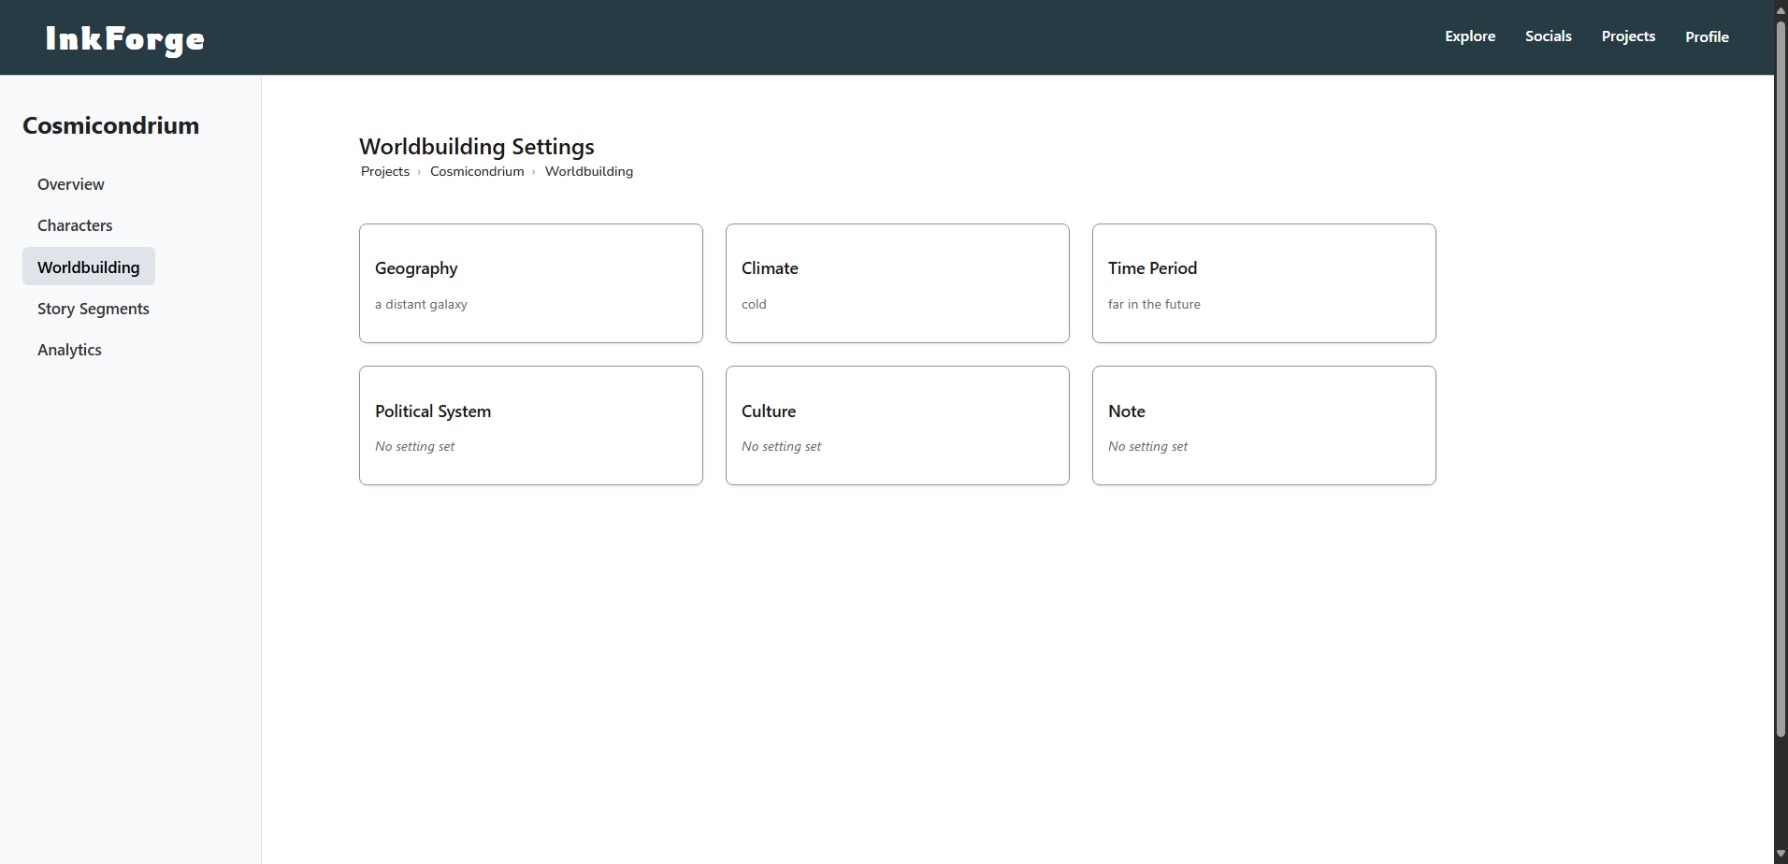 InkForge
Explore Socials Projects Profile
Cosmicondrium
Overview
Characters
Worldbuilding
Story Segments
Analytics
Worldbuilding Settings
Projects › Cosmicondrium › Worldbuilding
Geography
a distant galaxy
Climate
cold
Time Period
far in the future
Political System
No setting set
Culture
No setting set
Note
No setting set